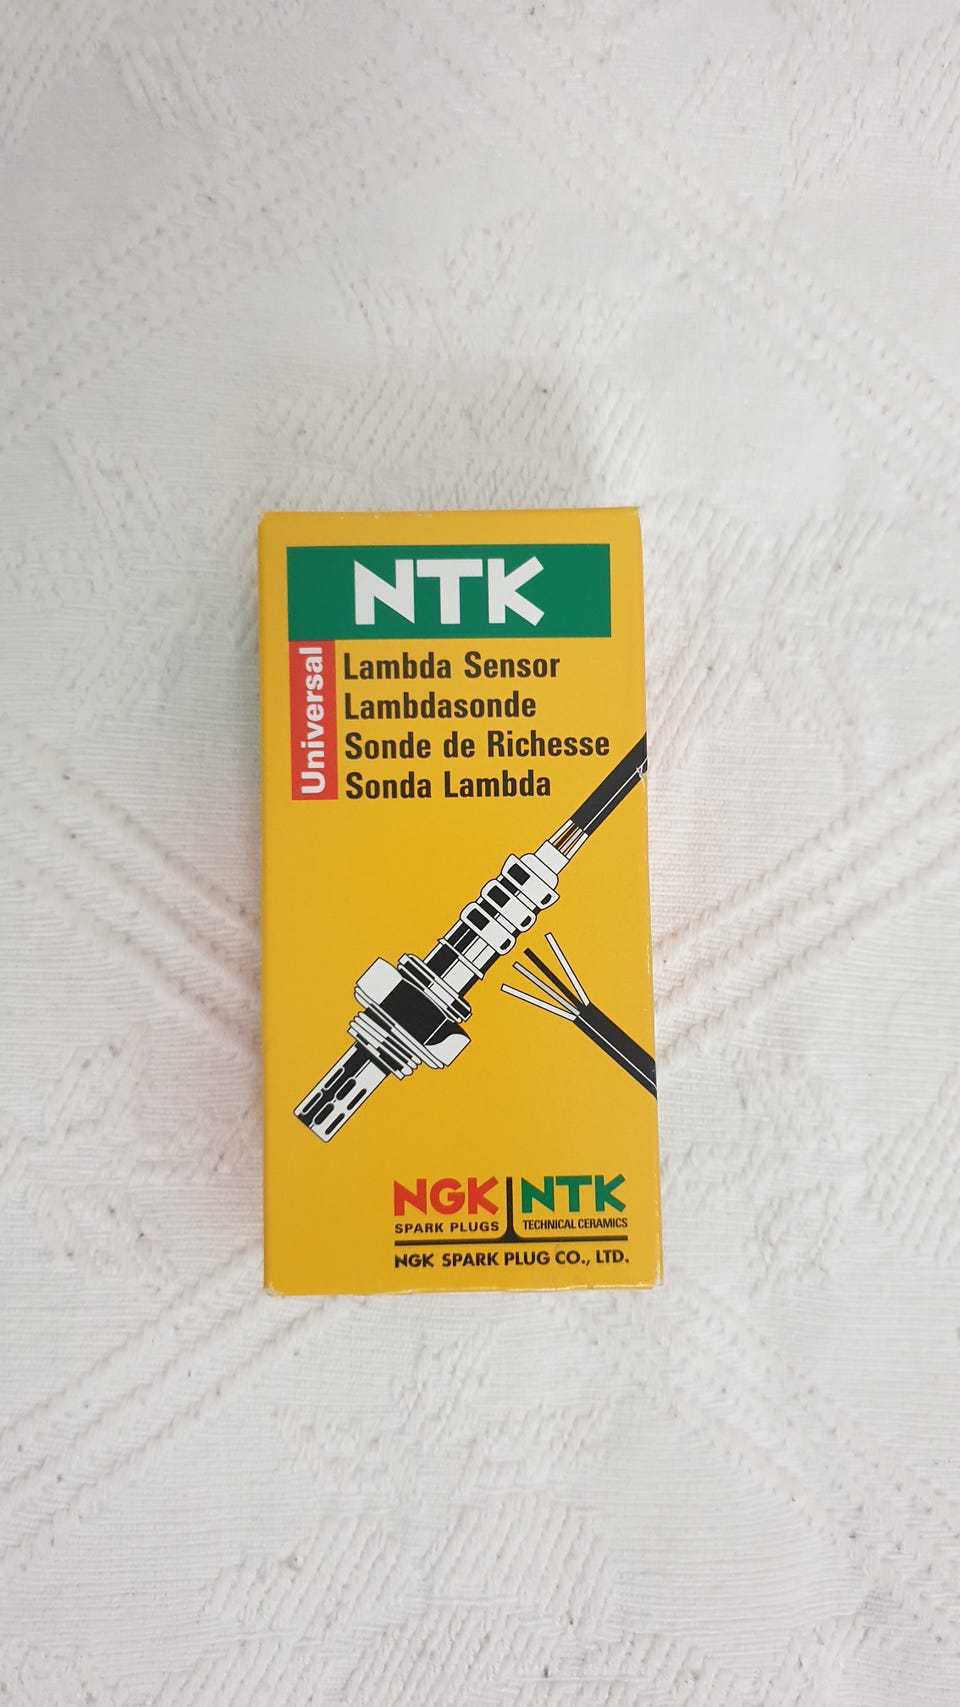 NTK
Universal
Lambda Sensor
Lambdasonde
Sonde de Richesse
Sonda Lambda
NGK NTK
SPARK PLUGS TECHNICAL CERAMICS
NGK SPARK PLUG CO., LTD.